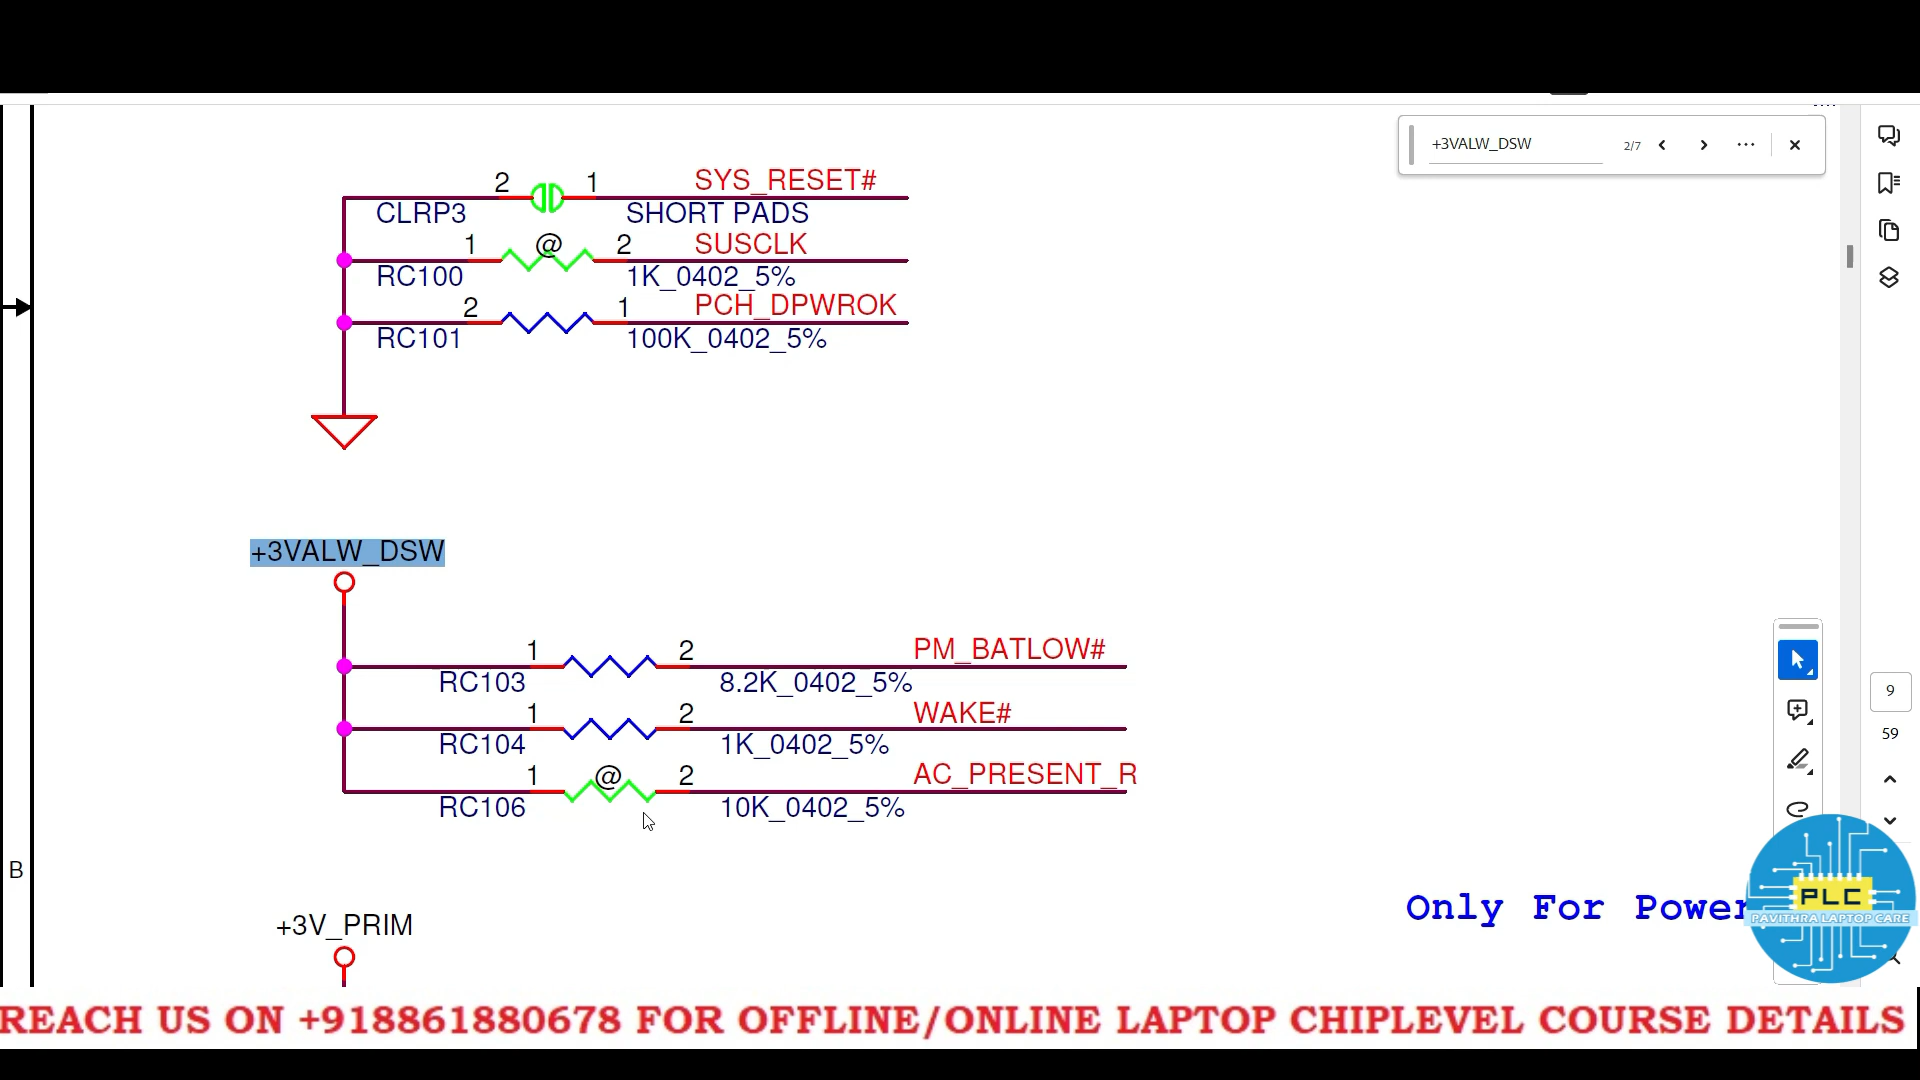 +3VALW_DSW 2/7
2 1 SYS_RESET#
CLRP3 SHORT PADS
1 @ 2 SUSCLK
RC100 1K_0402_5%
2 1 PCH_DPWROK
RC101 100K_0402_5%
+3VALW_DSW
1 2 PM_BATLOW#
RC103 8.2K_0402_5%
1 2 WAKE#
RC104 1K_0402_5%
1 @ 2 AC_PRESENT_R
RC106 10K_0402_5%
9
59
B
Only For Power
+3V_PRIM
PLC
PAVITHRA LAPTOP CARE
REACH US ON +918861880678 FOR OFFLINE/ONLINE LAPTOP CHIPLEVEL COURSE DETAILS